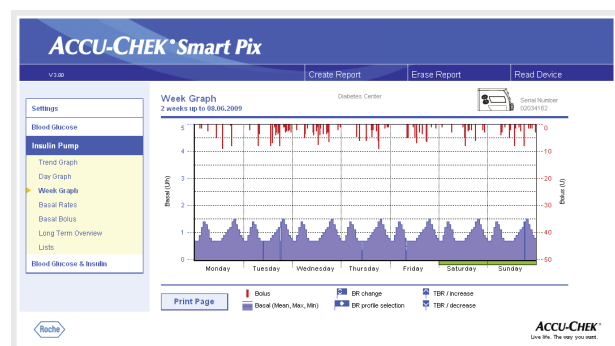 ACCU-CHEK® Smart Pix
V 3.00
Create Report
Erase Report
Read Device
Settings
Blood Glucose
Insulin Pump
Trend Graph
Day Graph
Week Graph
Basal Rates
Basal Bolus
Long Term Overview
Lists
Blood Glucose & Insulin
Week Graph
2 weeks up to 08.06.2009
Diabetes Center
Serial Number
02034162
5
4
3
2
1
0
Basal (U/h)
0
-10
-20
-30
-40
-50
Bolus (U)
Monday
Tuesday
Wednesday
Thursday
Friday
Saturday
Sunday
Print Page
Bolus
Basal (Mean, Max, Min)
BR change
BR profile selection
TBR / increase
TBR / decrease
Roche
ACCU-CHEK®
Live life. The way you want.